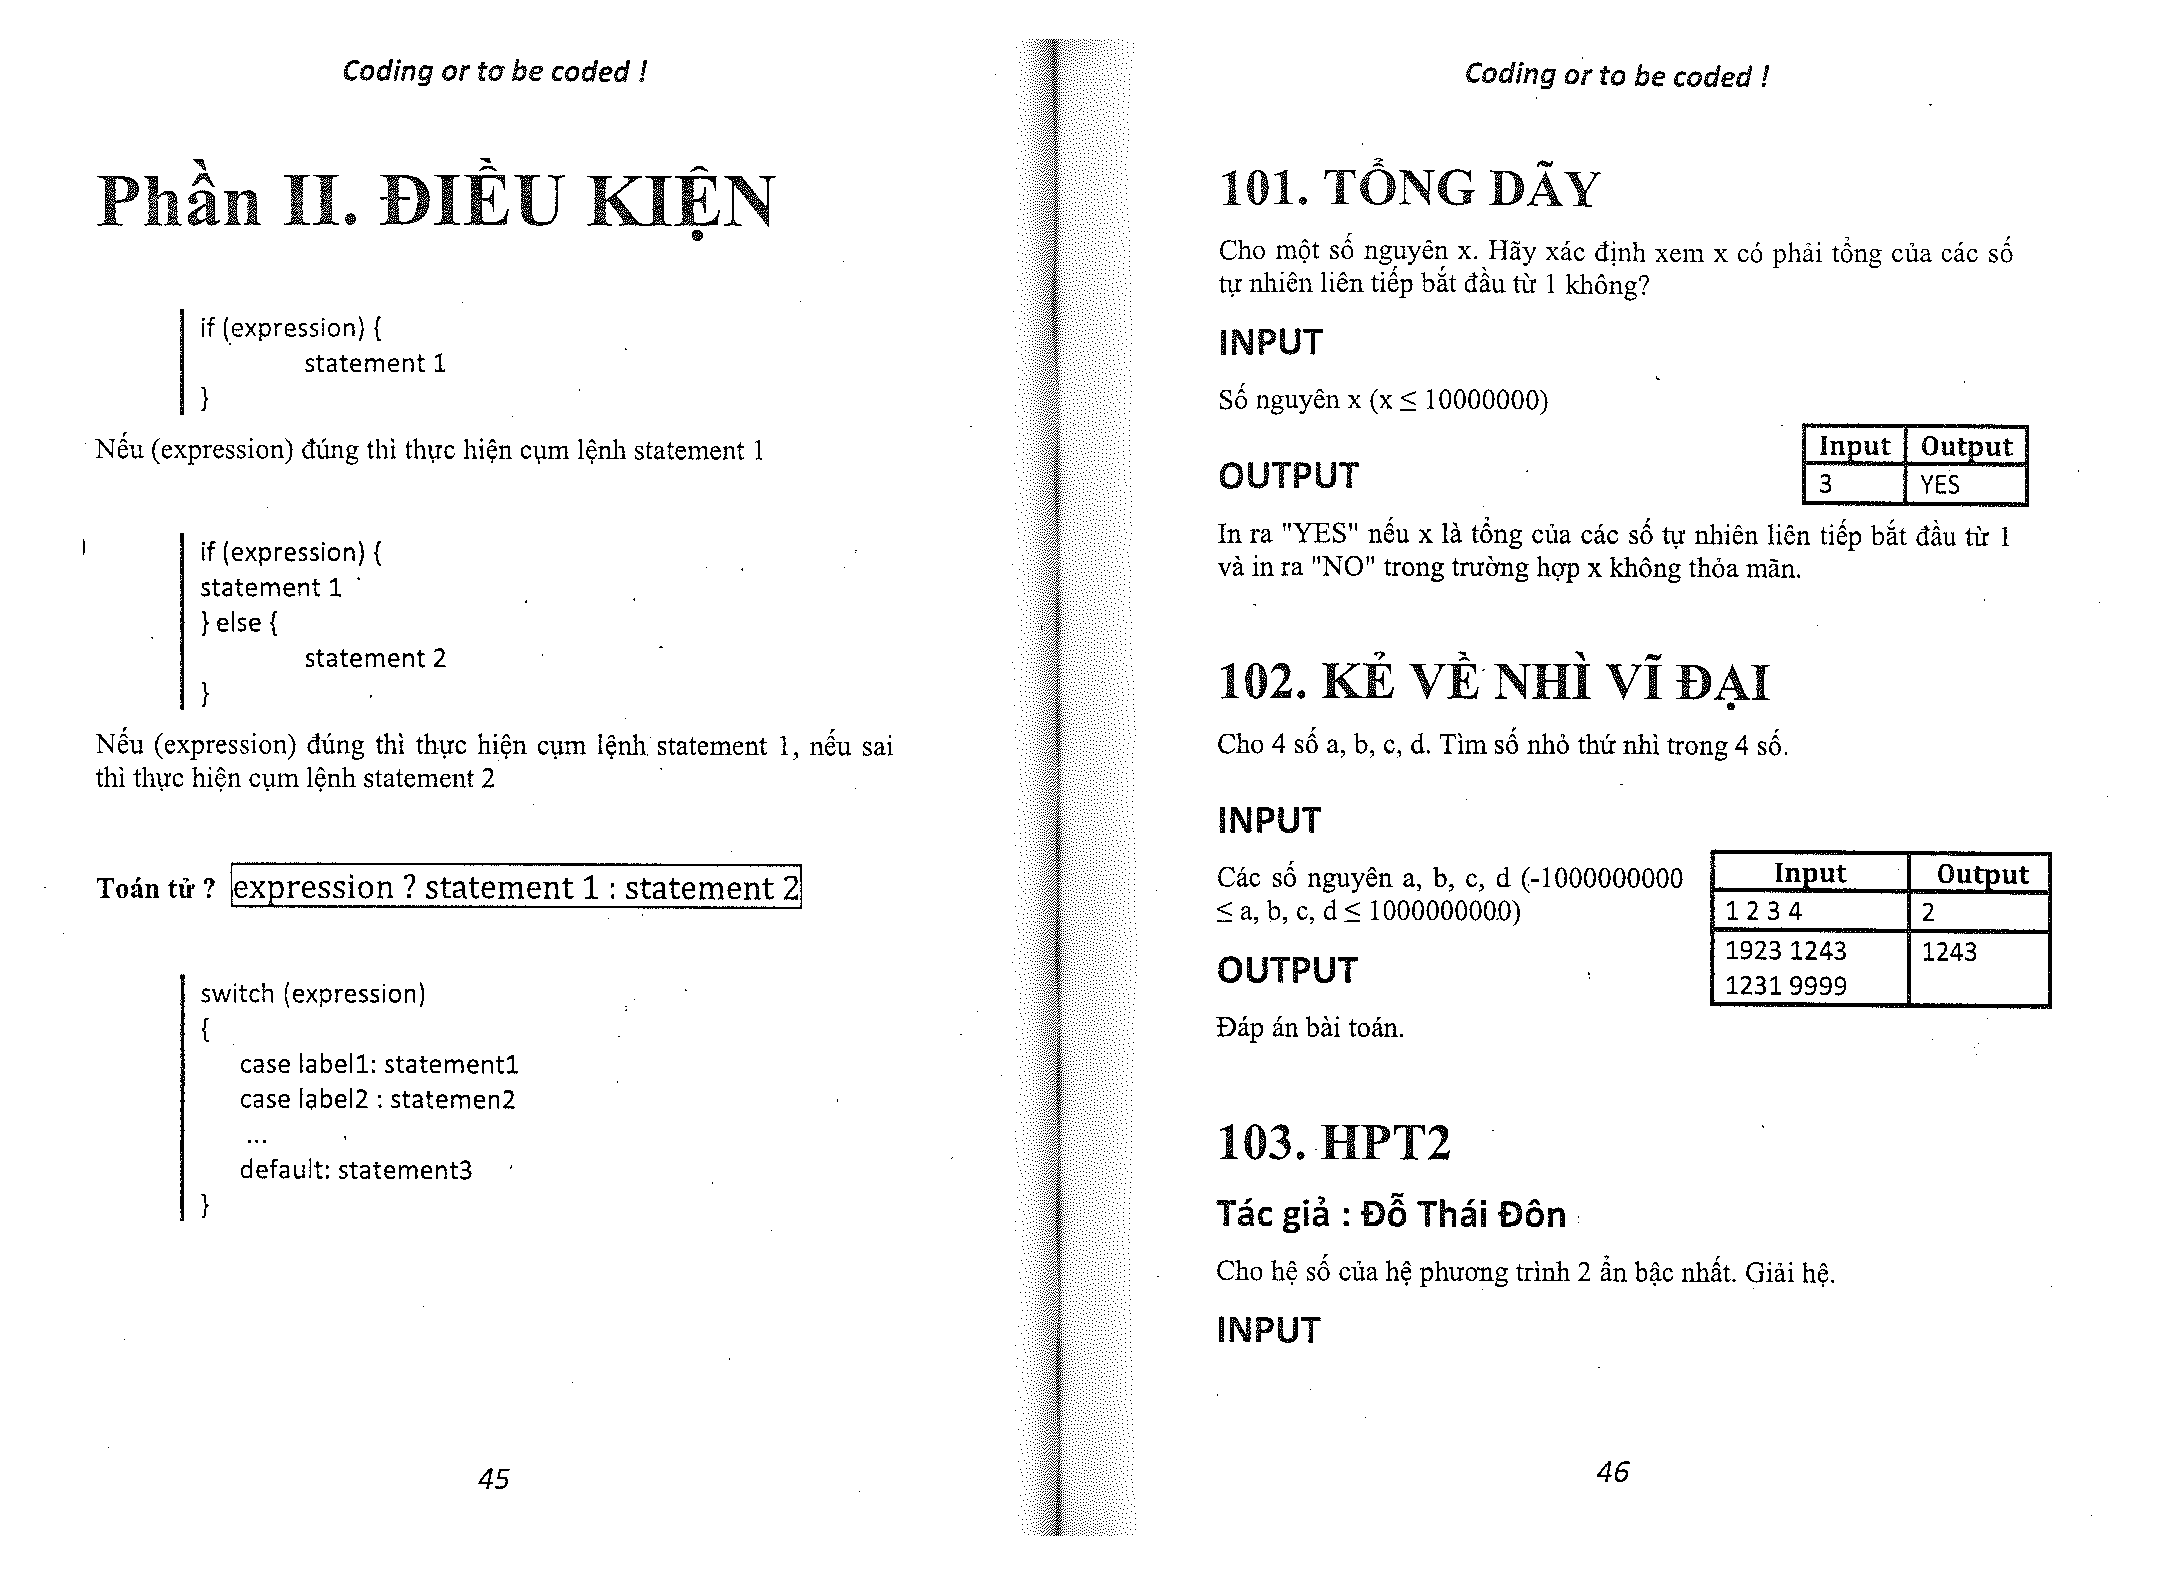 Coding or to be coded !
Phần II. ĐIỀU KIỆN
if (expression) {
statement 1
}
Nếu (expression) đúng thì thực hiện cụm lệnh statement 1
if (expression) {
statement 1
} else {
statement 2
}
Nếu (expression) đúng thì thực hiện cụm lệnh statement 1, nếu sai
thì thực hiện cụm lệnh statement 2
Toán tử ? expression ? statement 1 : statement 2
switch (expression)
{
case label1: statement1
case label2 : statemen2
...
default: statement3
}
45
Coding or to be coded !
101. TỔNG DÃY
Cho một số nguyên x. Hãy xác định xem x có phải tổng của các số
tự nhiên liên tiếp bắt đầu từ 1 không?
INPUT
Số nguyên x (x ≤ 10000000)
OUTPUT
Input Output
3 YES
In ra "YES" nếu x là tổng của các số tự nhiên liên tiếp bắt đầu từ 1
và in ra "NO" trong trường hợp x không thỏa mãn.
102. KẺ VỀ NHÌ VĨ ĐẠI
Cho 4 số a, b, c, d. Tìm số nhỏ thứ nhì trong 4 số.
INPUT
Các số nguyên a, b, c, d (-1000000000
≤ a, b, c, d ≤ 1000000000)
OUTPUT
Đáp án bài toán.
Input Output
1 2 3 4 2
1923 1243 1243
1231 9999
103. HPT2
Tác giả : Đỗ Thái Đôn
Cho hệ số của hệ phương trình 2 ẩn bậc nhất. Giải hệ.
INPUT
46